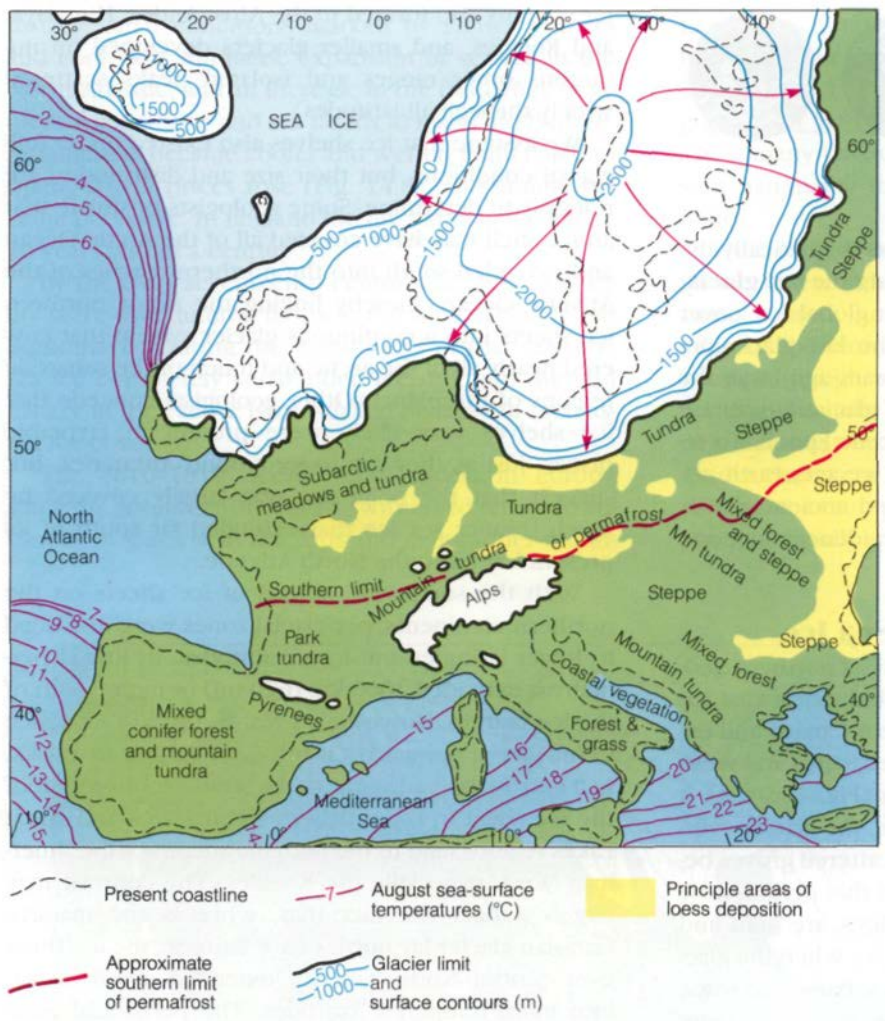 30°
20°
10°
0°
10°
20°
30°
40°
50°
1000
1500
500
SEA ICE
1
2
3
4
5
6
60°
60°
0
500
1000
1500
2500
2000
1500
1000
500
Tundra
Steppe
50°
50°
Tundra
Steppe
Steppe
Subarctic
meadows and tundra
Tundra
of permafrost
Mixed forest
and steppe
Mtn tundra
North
Atlantic
Ocean
Southern limit
Mountain tundra
Alps
Steppe
Park
tundra
Mountain tundra
Mixed forest
Steppe
Coastal vegetation
Pyrenees
40°
40°
Mixed
conifer forest
and mountain
tundra
Forest &
grass
Mediterranean
Sea
7
8
9
10
11
12
13
14
15
14
15
16
17
18
19
20
21
22
23
10°
0°
10°
20°
Present coastline
7
August sea-surface
temperatures (°C)
Principle areas of
loess deposition
Approximate
southern limit
of permafrost
500
1000
Glacier limit
and
surface contours (m)